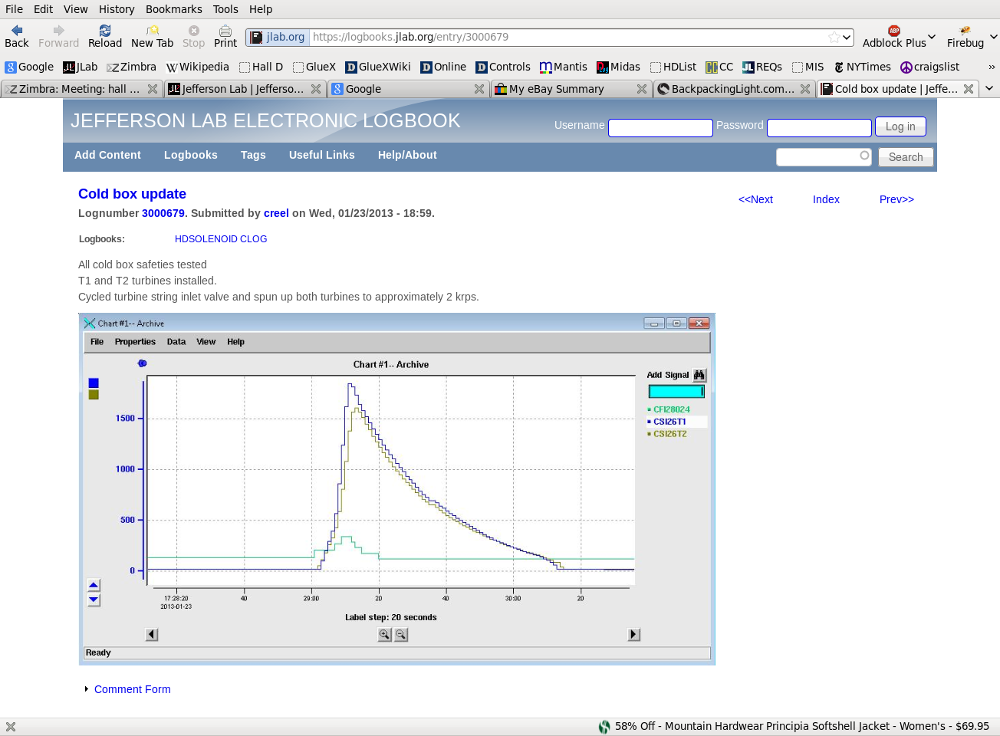 File Edit View History Bookmarks Tools Help
Back Forward Reload New Tab Stop Print jlab.org https://logbooks.jlab.org/entry/3000679 Adblock Plus Firebug
Google JLab Zimbra Wikipedia Hall D GlueX GlueXWiki Online Controls Mantis Midas HDList CC REQs MIS NYTimes craigslist »
Zimbra: Meeting: hall ... Jefferson Lab | Jefferso... Google My eBay Summary BackpackingLight.com... Cold box update | Jeffe...
JEFFERSON LAB ELECTRONIC LOGBOOK
Username Password Log in
Add Content Logbooks Tags Useful Links Help/About Search
Cold box update
<<Next Index Prev>>
Lognumber 3000679. Submitted by creel on Wed, 01/23/2013 - 18:59.
Logbooks: HDSOLENOID CLOG
All cold box safeties tested
T1 and T2 turbines installed.
Cycled turbine string inlet valve and spun up both turbines to approximately 2 krps.
Chart #1-- Archive
File Properties Data View Help
Chart #1-- Archive
Add Signal
CFI28024
CSI26T1
CSI26T2
1500
1000
500
0
17:28:20 40 29:00 20 40 30:00 20
2013-01-23
Label step: 20 seconds
Ready
Comment Form
58% Off - Mountain Hardwear Principia Softshell Jacket - Women's - $69.95